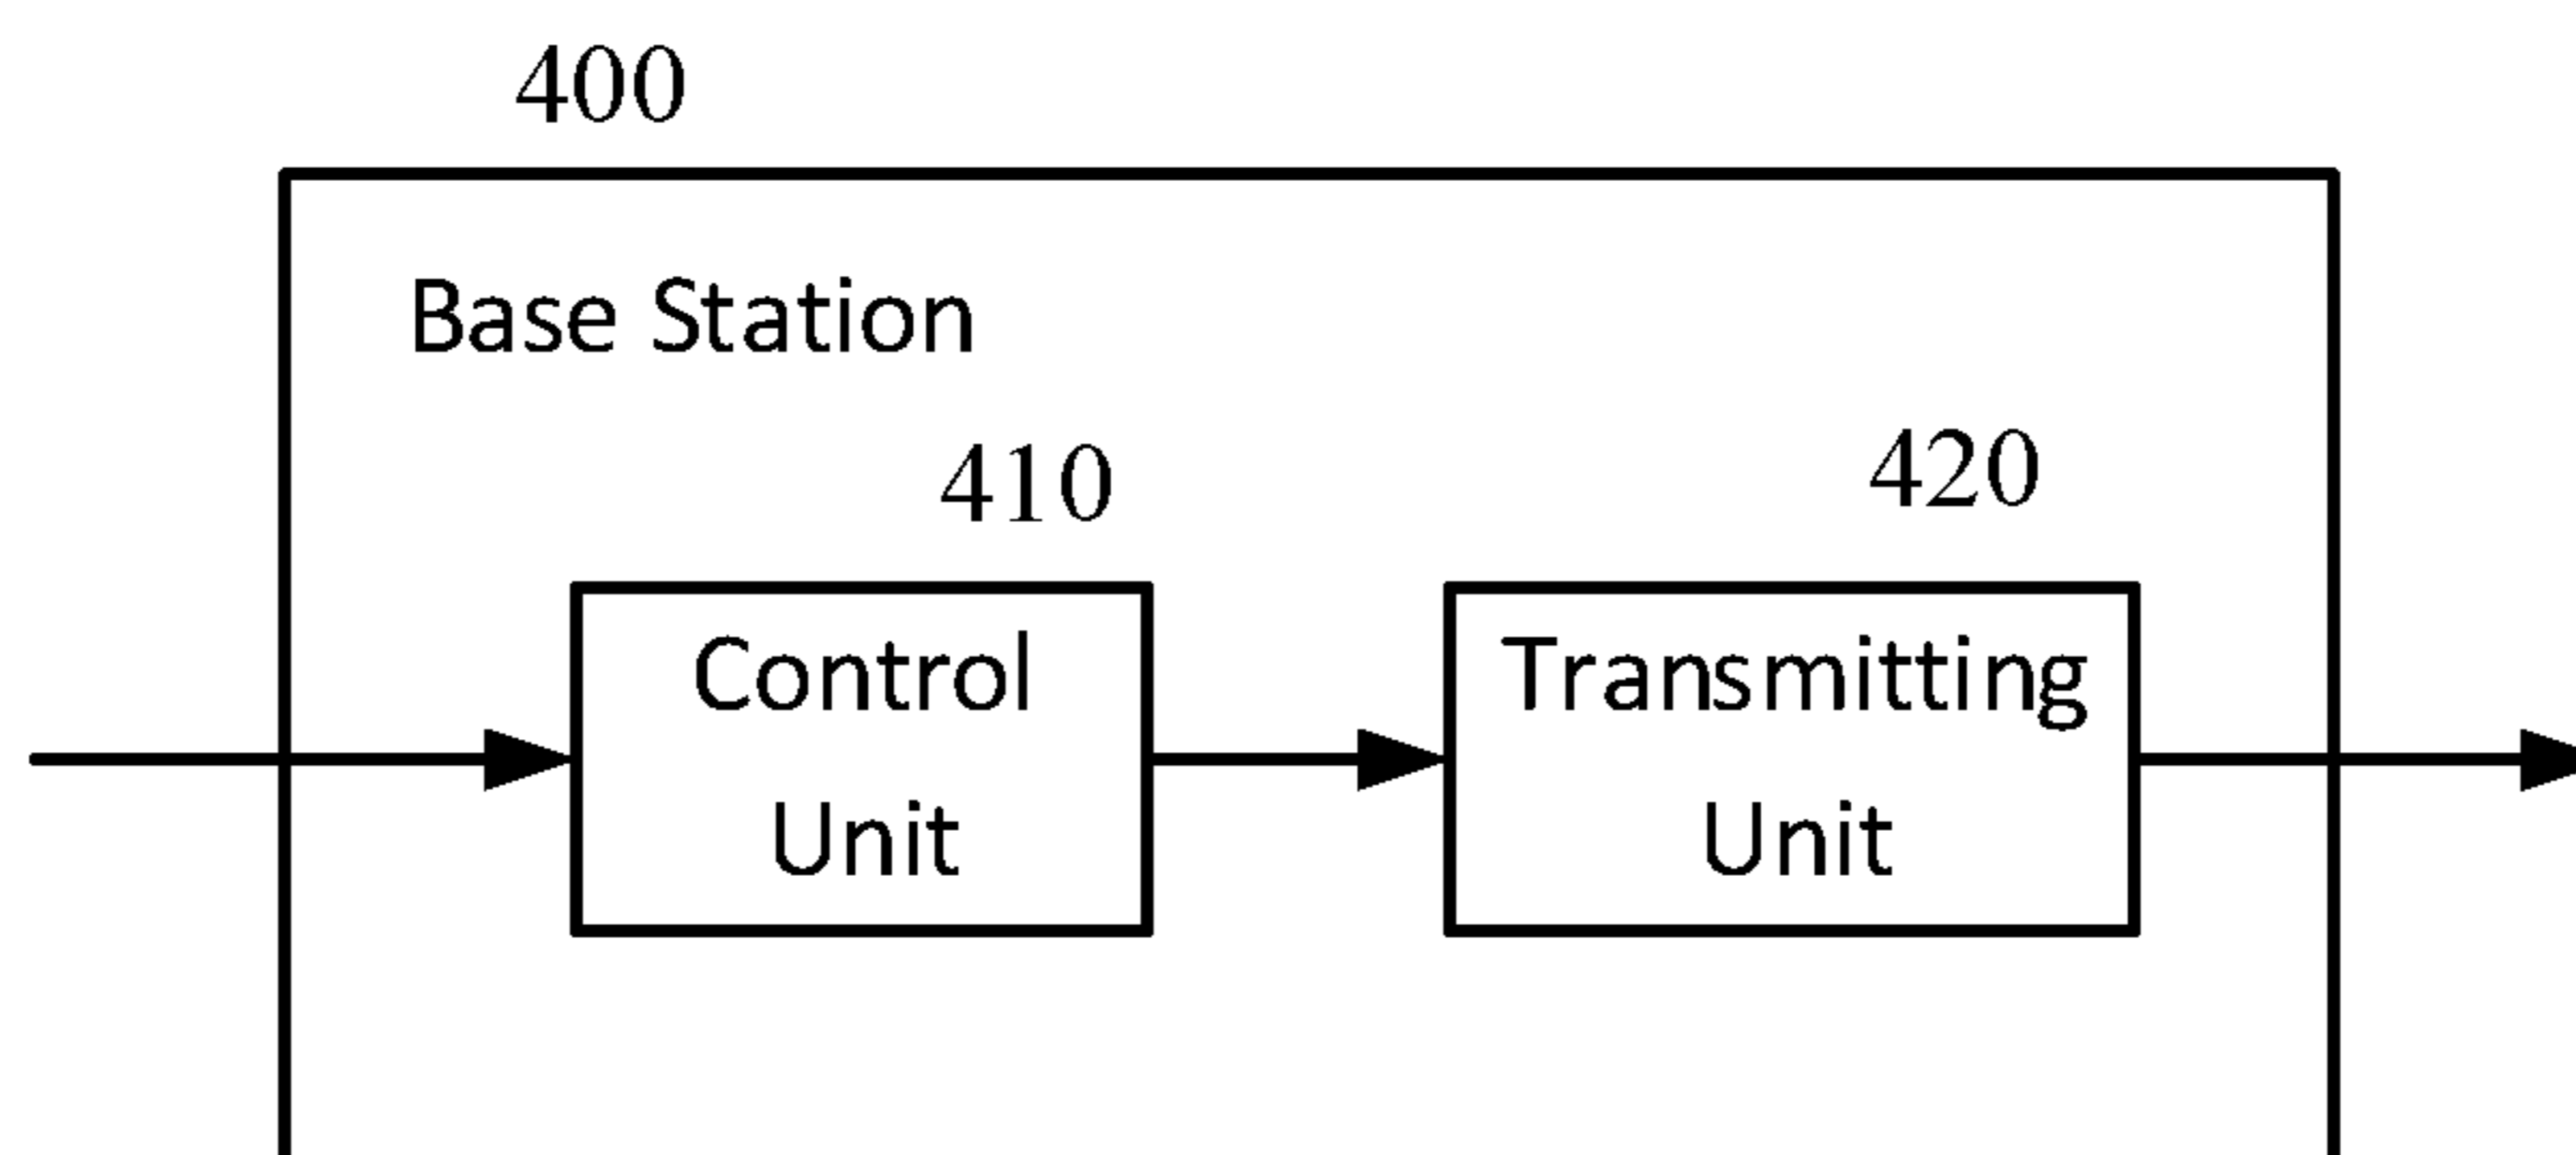 400
Base Station
410
420
Control
Unit
Transmitting
Unit